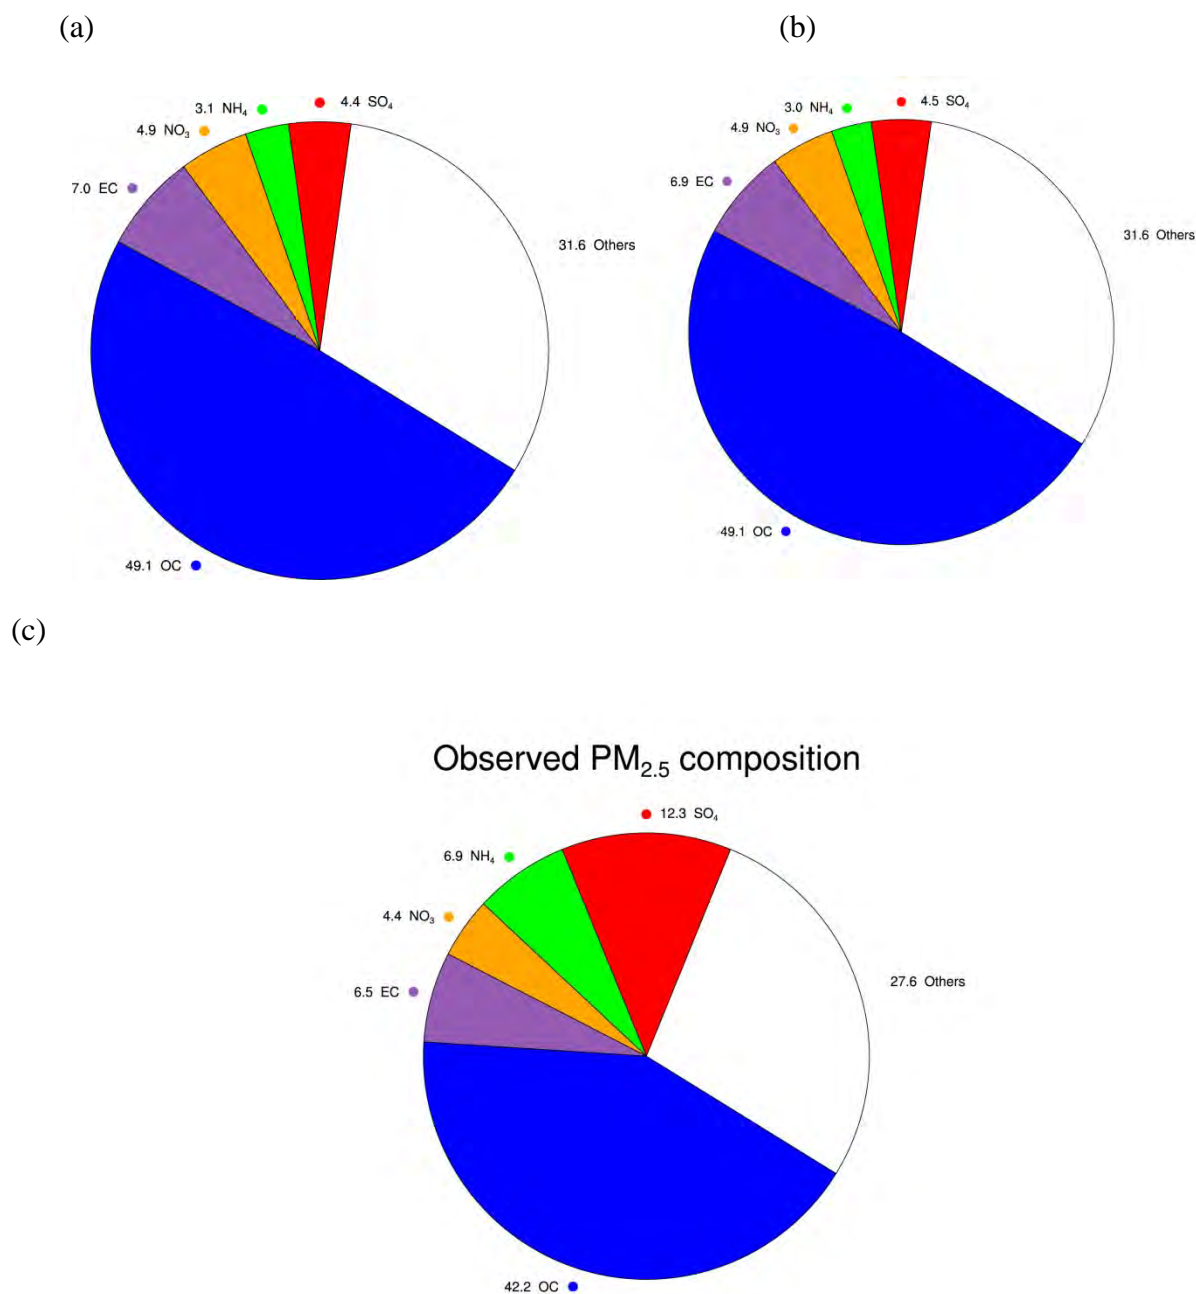 (a)
(b)
3.1 NH₄
4.4 SO₄
4.9 NO₃
7.0 EC
31.6 Others
49.1 OC
3.0 NH₄
4.5 SO₄
4.9 NO₃
6.9 EC
31.6 Others
49.1 OC
(c)
Observed PM₂.₅ composition
12.3 SO₄
6.9 NH₄
4.4 NO₃
27.6 Others
6.5 EC
42.2 OC